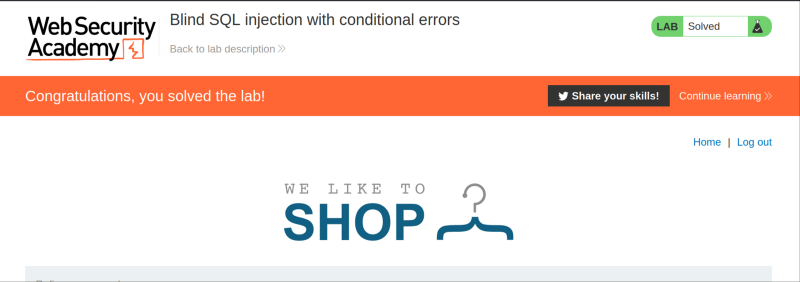 Web Security
Academy
Blind SQL injection with conditional errors
Back to lab description
LAB Solved
Congratulations, you solved the lab!
Share your skills!
Continue learning
Home | Log out
WE LIKE TO
SHOP